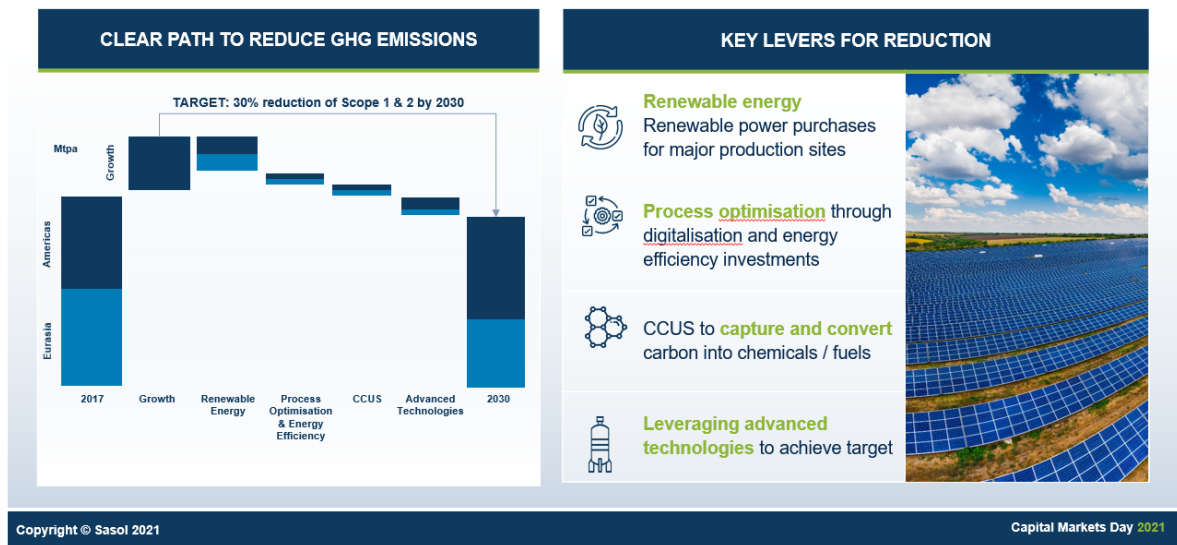 CLEAR PATH TO REDUCE GHG EMISSIONS
TARGET: 30% reduction of Scope 1 & 2 by 2030
Mtpa
Growth
Americas
Eurasia
2017
Growth
Renewable
Energy
Process
Optimisation
& Energy
Efficiency
CCUS
Advanced
Technologies
2030
KEY LEVERS FOR REDUCTION
Renewable energy
Renewable power purchases
for major production sites
Process optimisation through
digitalisation and energy
efficiency investments
CCUS to capture and convert
carbon into chemicals / fuels
Leveraging advanced
technologies to achieve target
Copyright © Sasol 2021
Capital Markets Day 2021